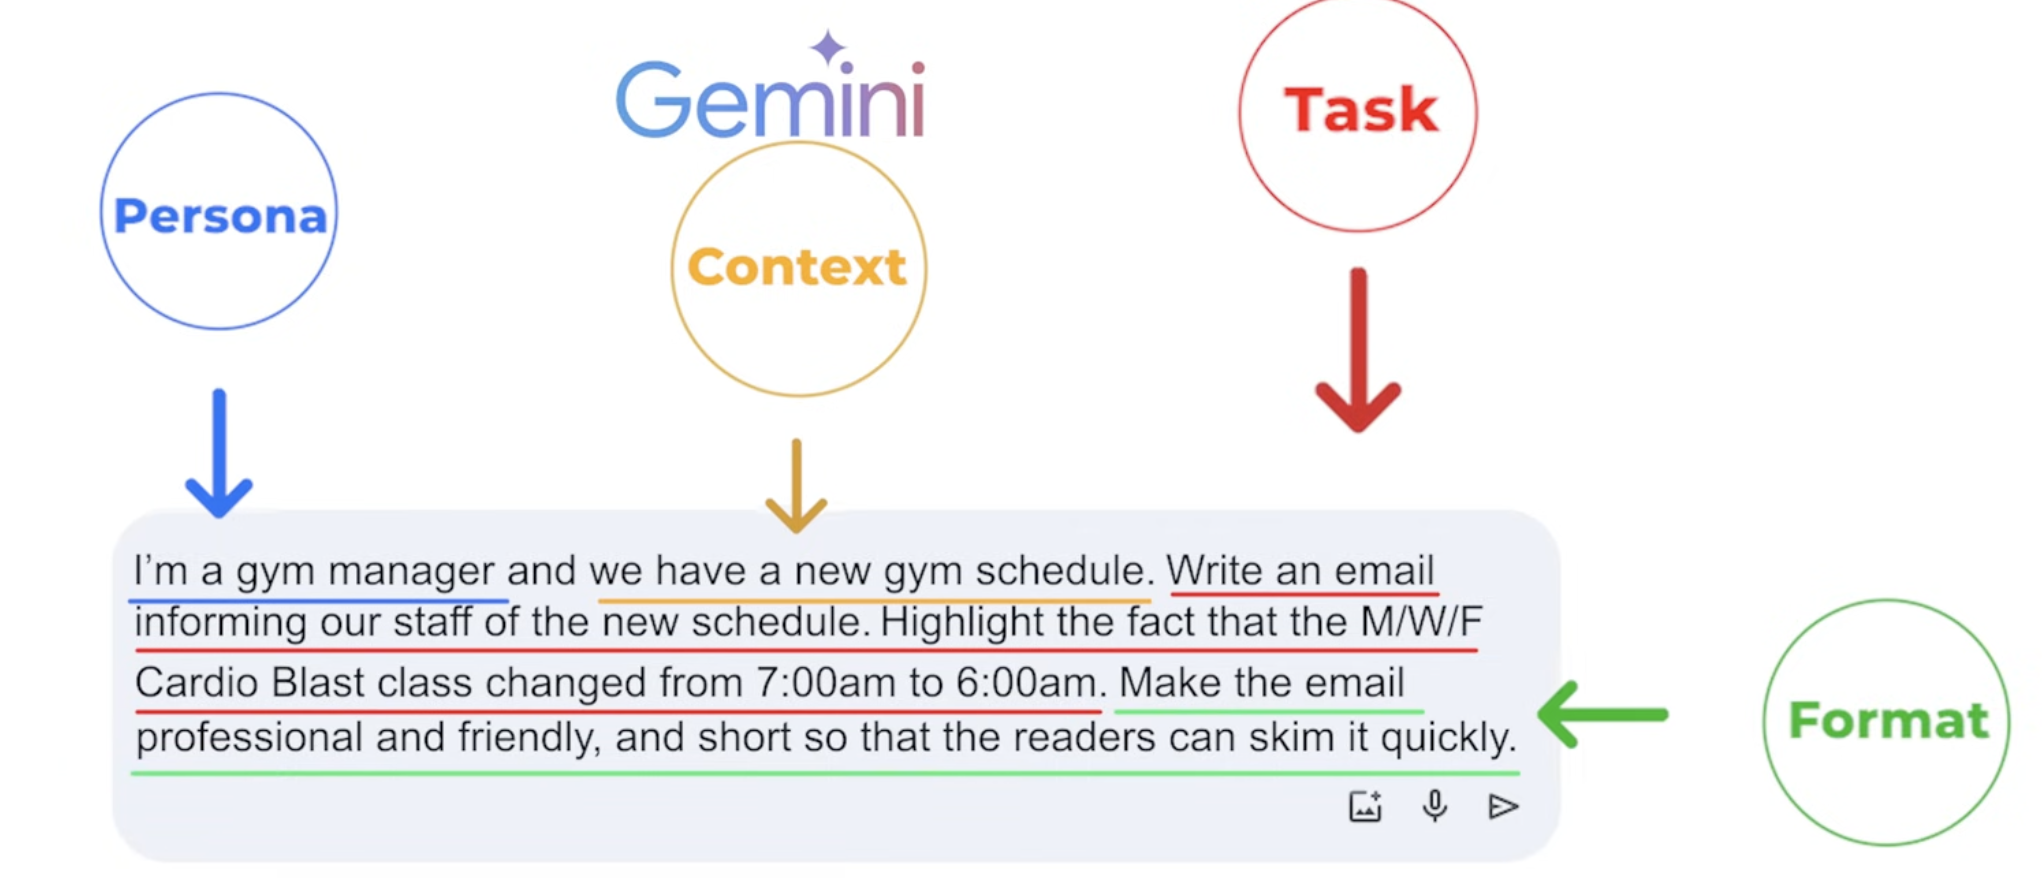 Gemini
Task
Persona
Context
I’m a gym manager and we have a new gym schedule. Write an email
informing our staff of the new schedule. Highlight the fact that the M/W/F
Cardio Blast class changed from 7:00am to 6:00am. Make the email
professional and friendly, and short so that the readers can skim it quickly.
Format